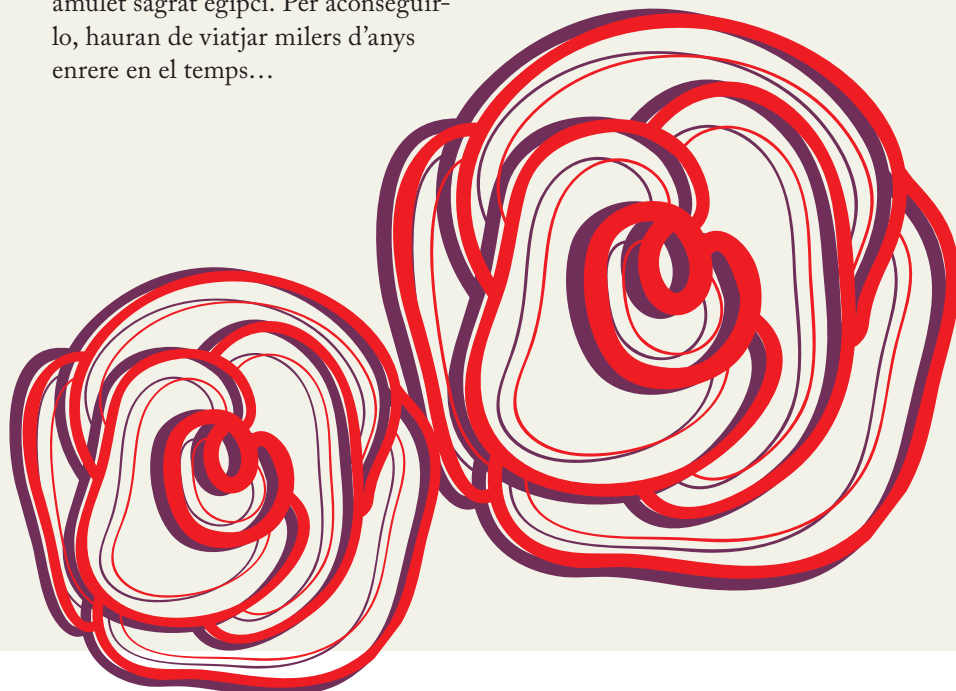 amulet sagrat egipci. Per aconseguir-
lo, hauran de viatjar milers d’anys
enrere en el temps…